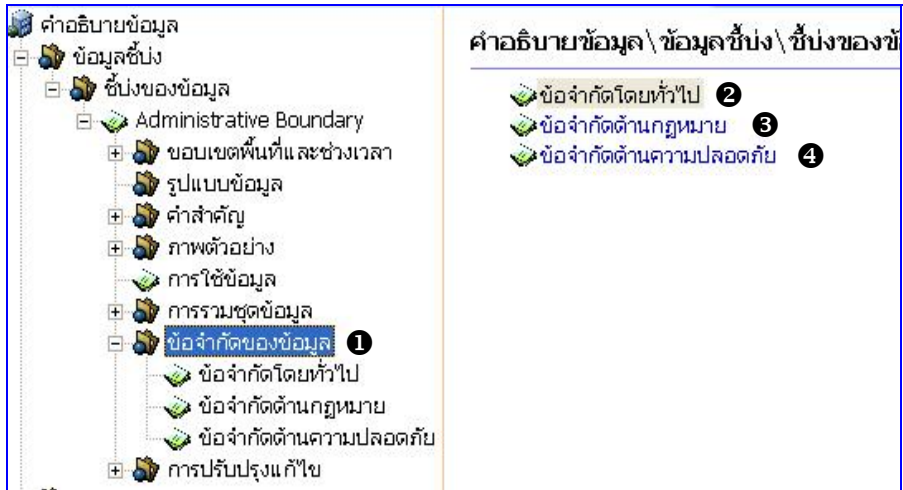 คำอธิบายข้อมูล
ข้อมูลชี้บ่ง
ชี้บ่งของข้อมูล
Administrative Boundary
ขอบเขตพื้นที่และช่วงเวลา
รูปแบบข้อมูล
คำสำคัญ
ภาพตัวอย่าง
การใช้ข้อมูล
การรวมชุดข้อมูล
ข้อจำกัดของข้อมูล ❶
ข้อจำกัดโดยทั่วไป
ข้อจำกัดด้านกฎหมาย
ข้อจำกัดด้านความปลอดภัย
การปรับปรุงแก้ไข
คำอธิบายข้อมูล\ข้อมูลชี้บ่ง\ชี้บ่งของข้
ข้อจำกัดโดยทั่วไป ❷
ข้อจำกัดด้านกฎหมาย ❸
ข้อจำกัดด้านความปลอดภัย ❹